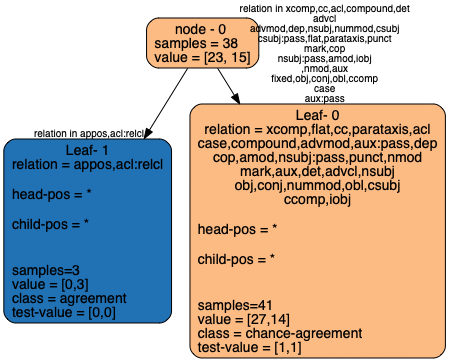 relation in xcomp,cc,acl,compound,det
advcl
advmod,dep,nsubj,nummod,csubj
csubj:pass,flat,parataxis,punct
mark,cop
nsubj:pass,amod,iobj
,nmod,aux
fixed,obj,conj,obl,ccomp
case
aux:pass
node - 0
samples = 38
value = [23, 15]
relation in appos,acl:relcl
Leaf- 1
relation = appos,acl:relcl
head-pos = *
child-pos = *
samples=3
value = [0,3]
class = agreement
test-value = [0,0]
Leaf- 0
relation = xcomp,flat,cc,parataxis,acl
case,compound,advmod,aux:pass,dep
cop,amod,nsubj:pass,punct,nmod
mark,aux,det,advcl,nsubj
obj,conj,nummod,obl,csubj
ccomp,iobj
head-pos = *
child-pos = *
samples=41
value = [27,14]
class = chance-agreement
test-value = [1,1]